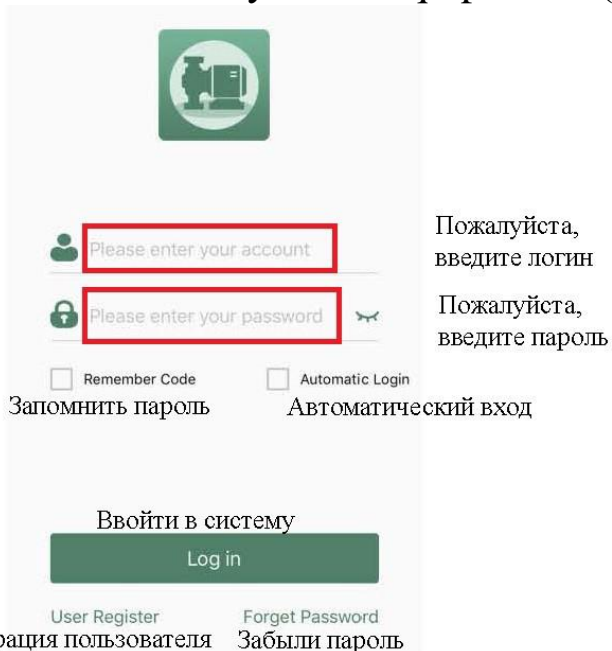 Please enter your account
Пожалуйста,
введите логин
Please enter your password
Пожалуйста,
введите пароль
Remember Code Automatic Login
Запомнить пароль Автоматический вход
Ввойти в систему
Log in
User Register Forget Password
пользователя Забыли пароль